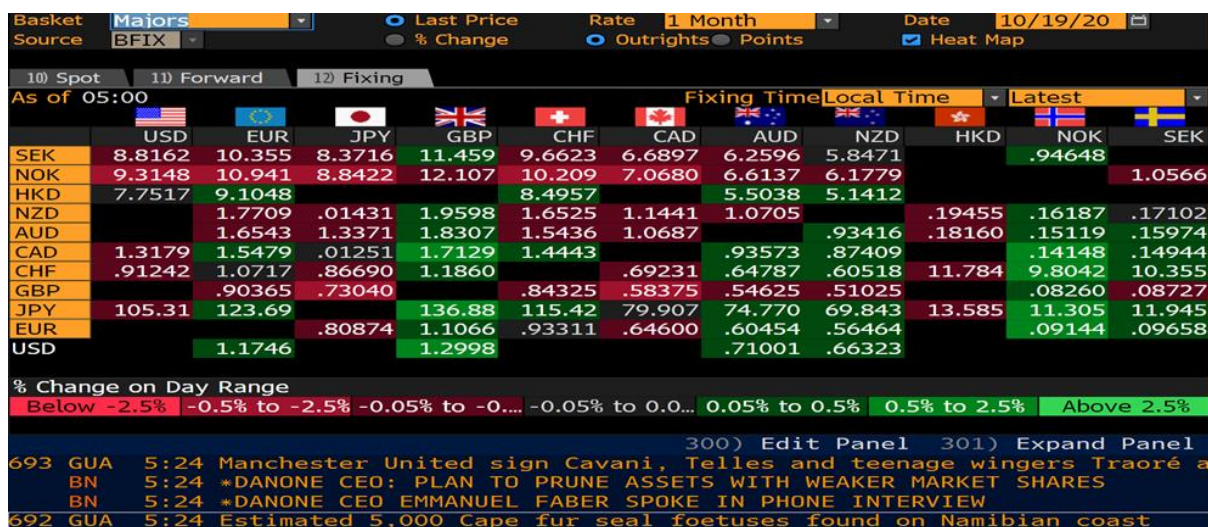 Basket Majors Last Price Rate 1 Month Date 10/19/20
Source BFIX % Change Outrights Points Heat Map
10) Spot 11) Forward 12) Fixing
As of 05:00 Fixing Time Local Time Latest
USD EUR JPY GBP CHF CAD AUD NZD HKD NOK SEK
SEK 8.8162 10.355 8.3716 11.459 9.6623 6.6897 6.2596 5.8471 .94648
NOK 9.3148 10.941 8.8422 12.107 10.209 7.0680 6.6137 6.1779 1.0566
HKD 7.7517 9.1048 8.4957 5.5038 5.1412
NZD 1.7709 .01431 1.9598 1.6525 1.1441 1.0705 .19455 .16187 .17102
AUD 1.6543 1.3371 1.8307 1.5436 1.0687 .93416 .18160 .15119 .15974
CAD 1.3179 1.5479 .01251 1.7129 1.4443 .93573 .87409 .14148 .14944
CHF .91242 1.0717 .86690 1.1860 .69231 .64787 .60518 11.784 9.8042 10.355
GBP .90365 .73040 .84325 .58375 .54625 .51025 .08260 .08727
JPY 105.31 123.69 136.88 115.42 79.907 74.770 69.843 13.585 11.305 11.945
EUR .80874 1.1066 .93311 .64600 .60454 .56464 .09144 .09658
USD 1.1746 1.2998 .71001 .66323
% Change on Day Range
Below -2.5% -0.5% to -2.5% -0.05% to -0.... -0.05% to 0.0... 0.05% to 0.5% 0.5% to 2.5% Above 2.5%
300) Edit Panel 301) Expand Panel
693 GUA 5:24 Manchester United sign Cavani, Telles and teenage wingers Traoré a
BN 5:24 *DANONE CEO: PLAN TO PRUNE ASSETS WITH WEAKER MARKET SHARES
BN 5:24 *DANONE CEO EMMANUEL FABER SPOKE IN PHONE INTERVIEW
692 GUA 5:24 Estimated 5,000 Cape fur seal foetuses found on Namibian coast